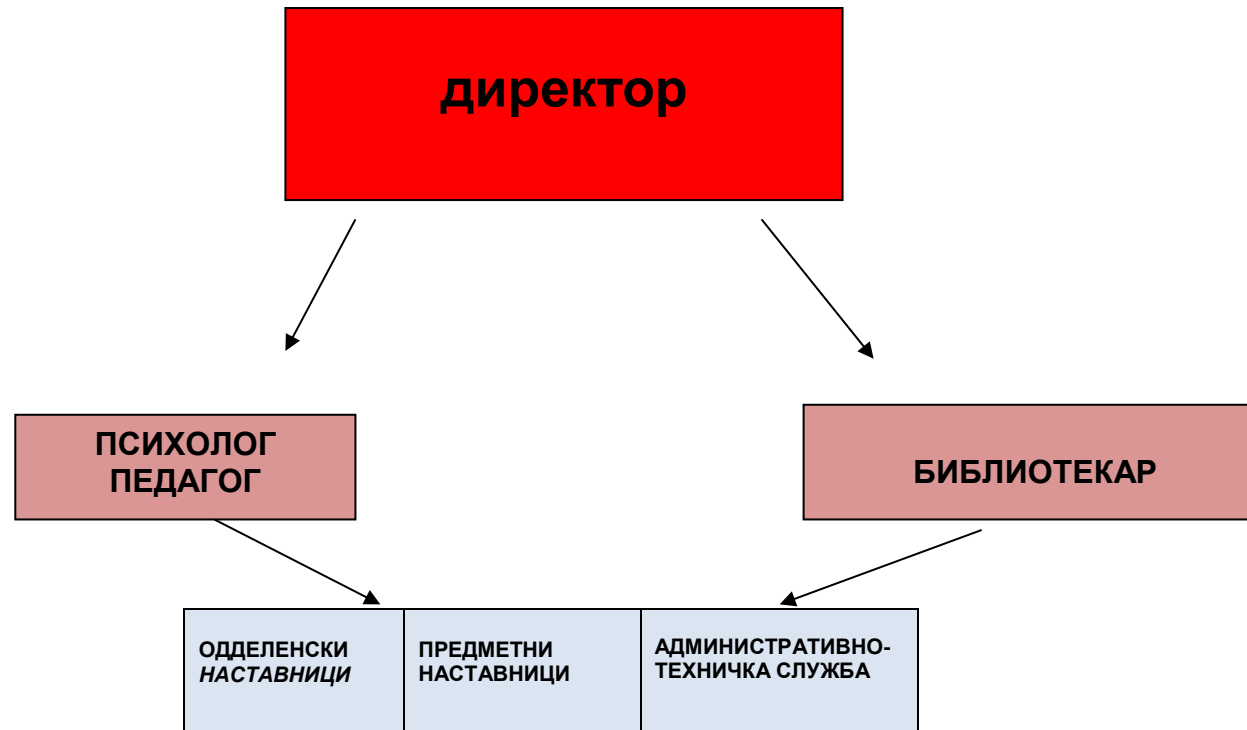 директор
ПСИХОЛОГ
ПЕДАГОГ
БИБЛИОТЕКАР
ОДДЕЛЕНСКИ
НАСТАВНИЦИ
ПРЕДМЕТНИ
НАСТАВНИЦИ
АДМИНИСТРАТИВНО-
ТЕХНИЧКА СЛУЖБА